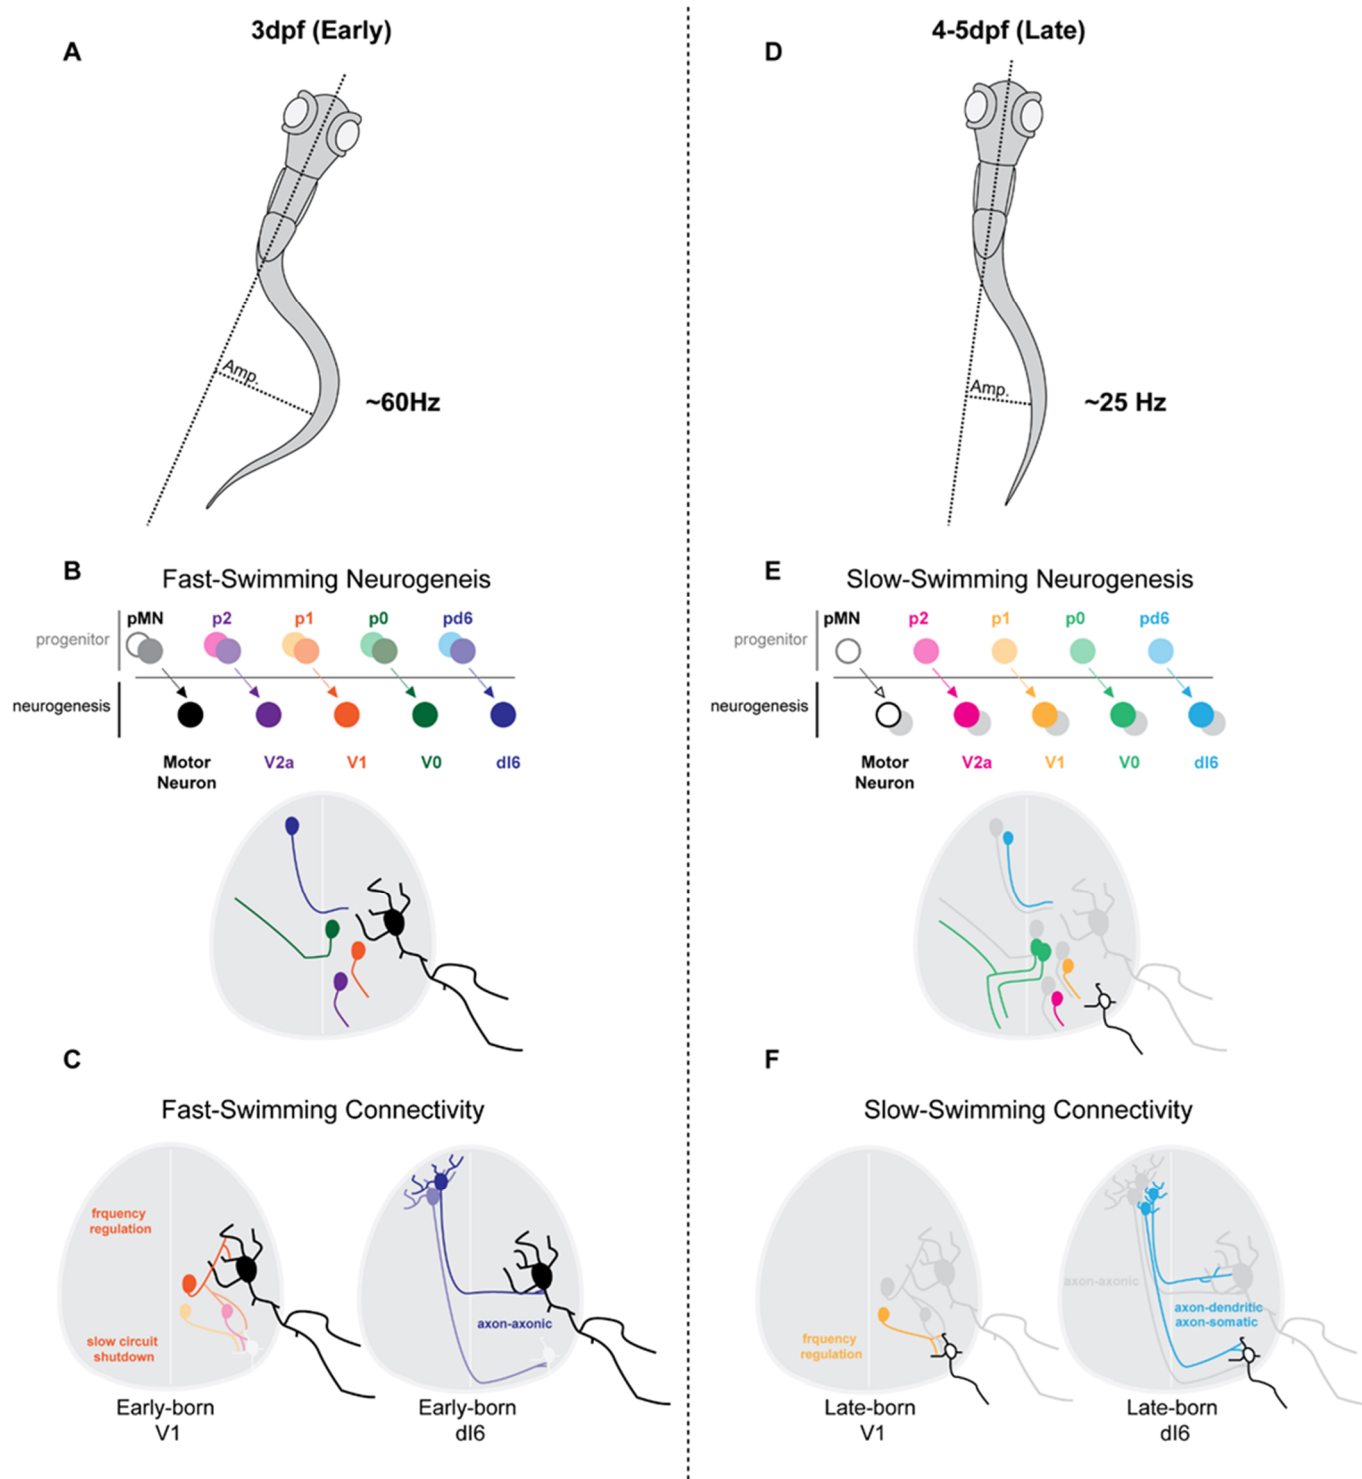 3dpf (Early)
A
Amp.
~60Hz
B
Fast-Swimming Neurogeneis
progenitor
pMN p2 p1 p0 pd6
neurogenesis
Motor
Neuron
V2a V1 V0 dI6
C
Fast-Swimming Connectivity
frquency
regulation
slow circuit
shutdown
axon-axonic
Early-born
V1
Early-born
dI6
4-5dpf (Late)
D
Amp.
~25 Hz
E
Slow-Swimming Neurogenesis
progenitor
pMN p2 p1 p0 pd6
neurogenesis
Motor
Neuron
V2a V1 V0 dI6
F
Slow-Swimming Connectivity
frquency
regulation
axon-axonic
axon-dendritic
axon-somatic
Late-born
V1
Late-born
dI6